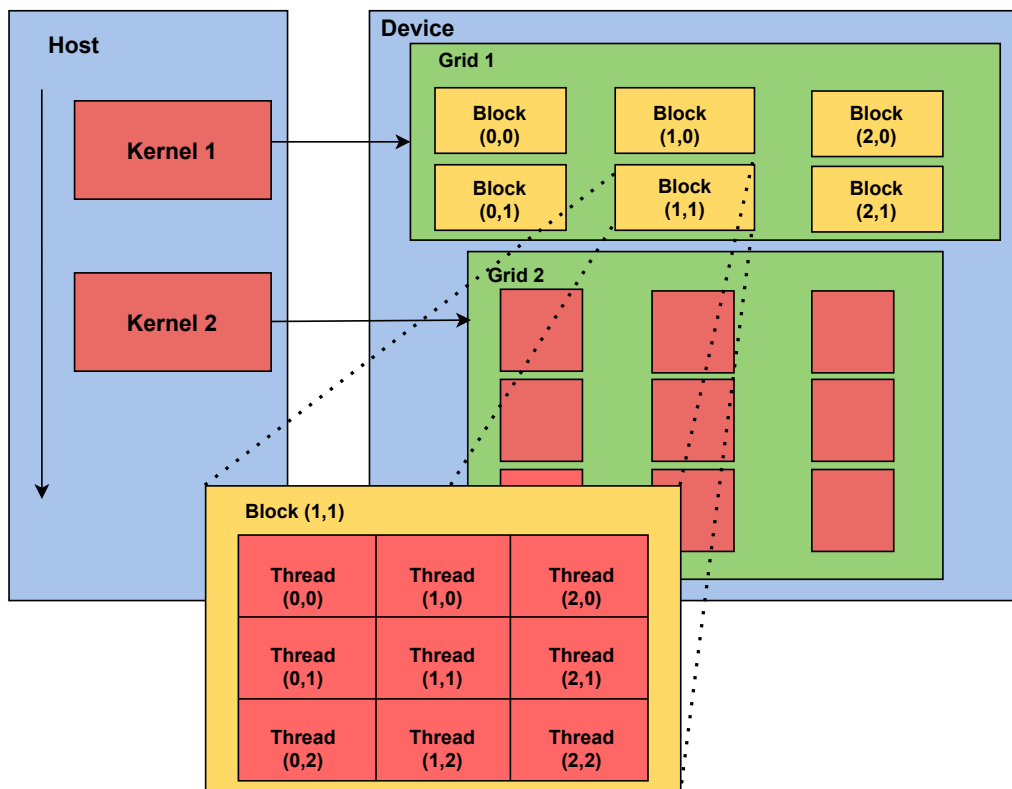 Host
Device
Grid 1
Kernel 1
Block
(0,0)
Block
(1,0)
Block
(2,0)
Block
(0,1)
Block
(1,1)
Block
(2,1)
Kernel 2
Grid 2
Block (1,1)
Thread
(0,0)
Thread
(1,0)
Thread
(2,0)
Thread
(0,1)
Thread
(1,1)
Thread
(2,1)
Thread
(0,2)
Thread
(1,2)
Thread
(2,2)